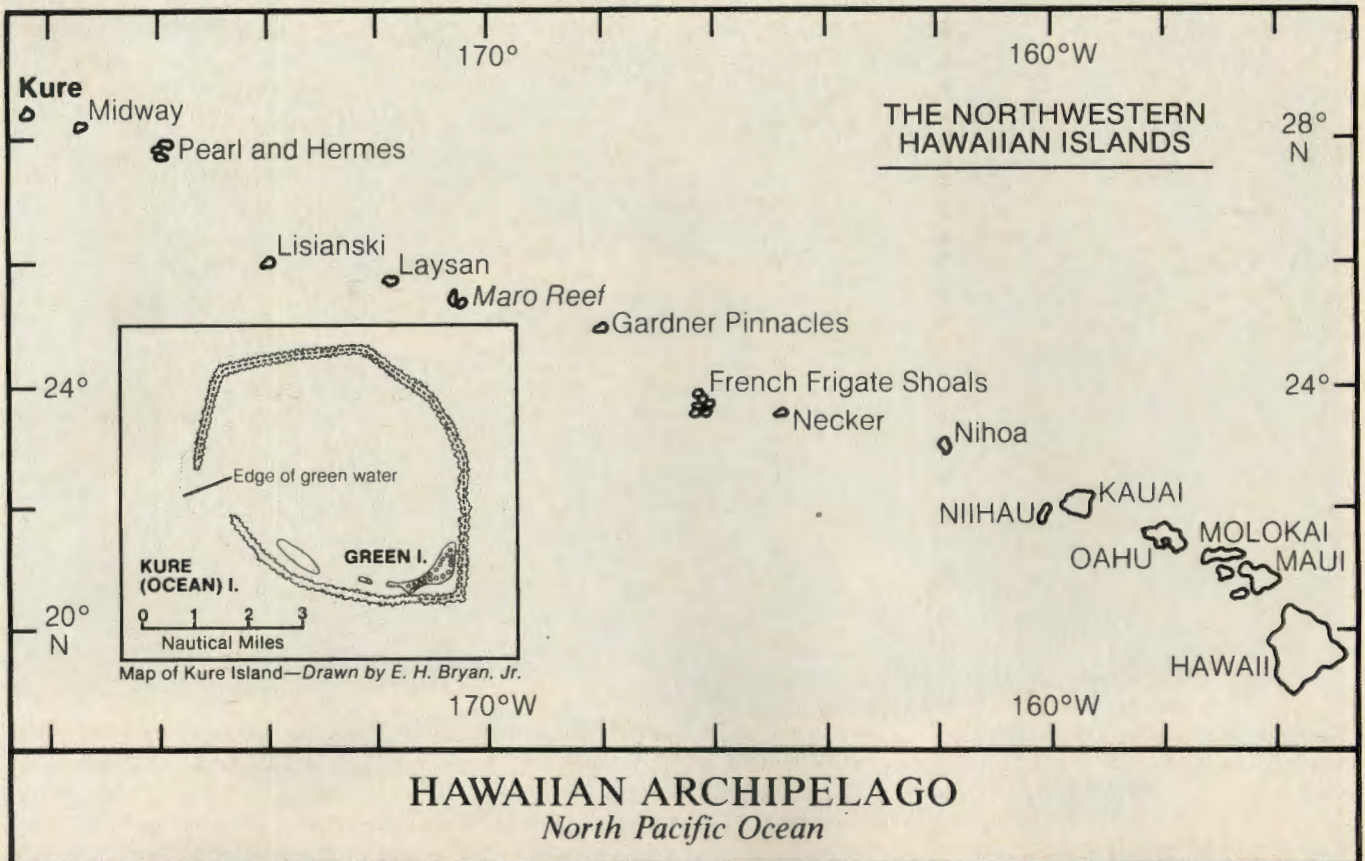 170°
160°W
Kure
Midway
Pearl and Hermes
THE NORTHWESTERN
HAWAIIAN ISLANDS
28°
N
Lisianski
Laysan
Maro Reef
Gardner Pinnacles
24°
French Frigate Shoals
24°
Necker
Nihoa
Edge of green water
NIIHAU
KAUAI
OAHU
MOLOKAI
MAUI
GREEN I.
KURE
(OCEAN) I.
0 1 2 3
Nautical Miles
20°
N
HAWAII
Map of Kure Island—Drawn by E. H. Bryan, Jr.
170°W
160°W
HAWAIIAN ARCHIPELAGO
North Pacific Ocean